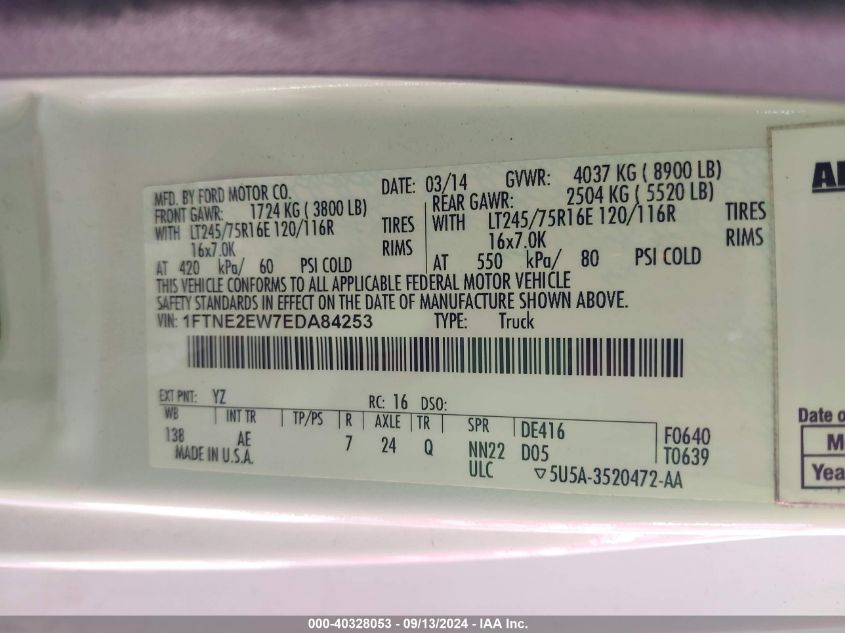 MFD. BY FORD MOTOR CO.
DATE: 03/14 GVWR: 4037 KG ( 8900 LB)
FRONT GAWR: 1724 KG ( 3800 LB)
WITH LT245/75R16E 120/116R TIRES
16x7.0K RIMS
AT 420 kPa/ 60 PSI COLD
REAR GAWR: 2504 KG ( 5520 LB)
WITH LT245/75R16E 120/116R TIRES
16x7.0K RIMS
AT 550 kPa/ 80 PSI COLD
THIS VEHICLE CONFORMS TO ALL APPLICABLE FEDERAL MOTOR VEHICLE
SAFETY STANDARDS IN EFFECT ON THE DATE OF MANUFACTURE SHOWN ABOVE.
VIN: 1FTNE2EW7EDA84253 TYPE: Truck
EXT PNT: YZ RC: 16 DSO:
WB INT TR TP/PS R AXLE TR SPR DE416 F0640
138 AE 7 24 Q NN22 D05 T0639
MADE IN U.S.A. ULC ▽5U5A-3520472-AA
Date o
M
Yea
000-40328053 - 09/13/2024 - IAA Inc.